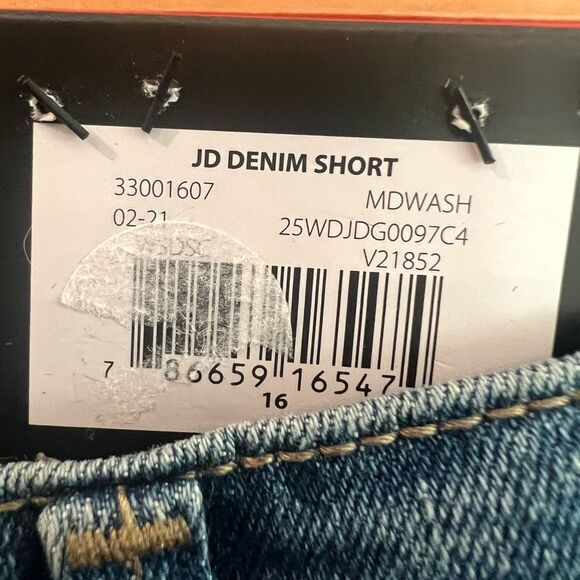 JD DENIM SHORT
33001607 MDWASH
02-21 25WDJDG0097C4
V21852
7 86659 16547
16